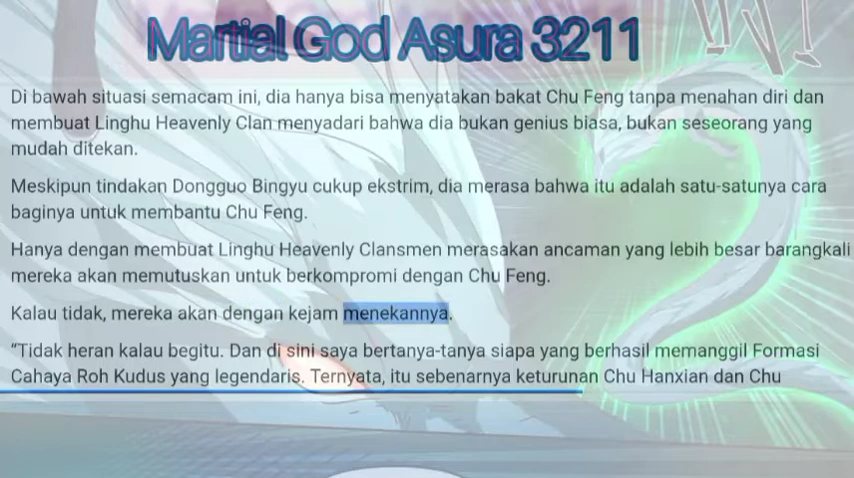 Martial God Asura 3211
Di bawah situasi semacam ini, dia hanya bisa menyatakan bakat Chu Feng tanpa menahan diri dan
membuat Linghu Heavenly Clan menyadari bahwa dia bukan genius biasa, bukan seseorang yang
mudah ditekan.
Meskipun tindakan Dongguo Bingyu cukup ekstrim, dia merasa bahwa itu adalah satu-satunya cara
baginya untuk membantu Chu Feng.
Hanya dengan membuat Linghu Heavenly Clansmen merasakan ancaman yang lebih besar barangkali
mereka akan memutuskan untuk berkompromi dengan Chu Feng.
Kalau tidak, mereka akan dengan kejam menekannya.
“Tidak heran kalau begitu. Dan di sini saya bertanya-tanya siapa yang berhasil memanggil Formasi
Cahaya Roh Kudus yang legendaris. Ternyata, itu sebenarnya keturunan Chu Hanxian dan Chu